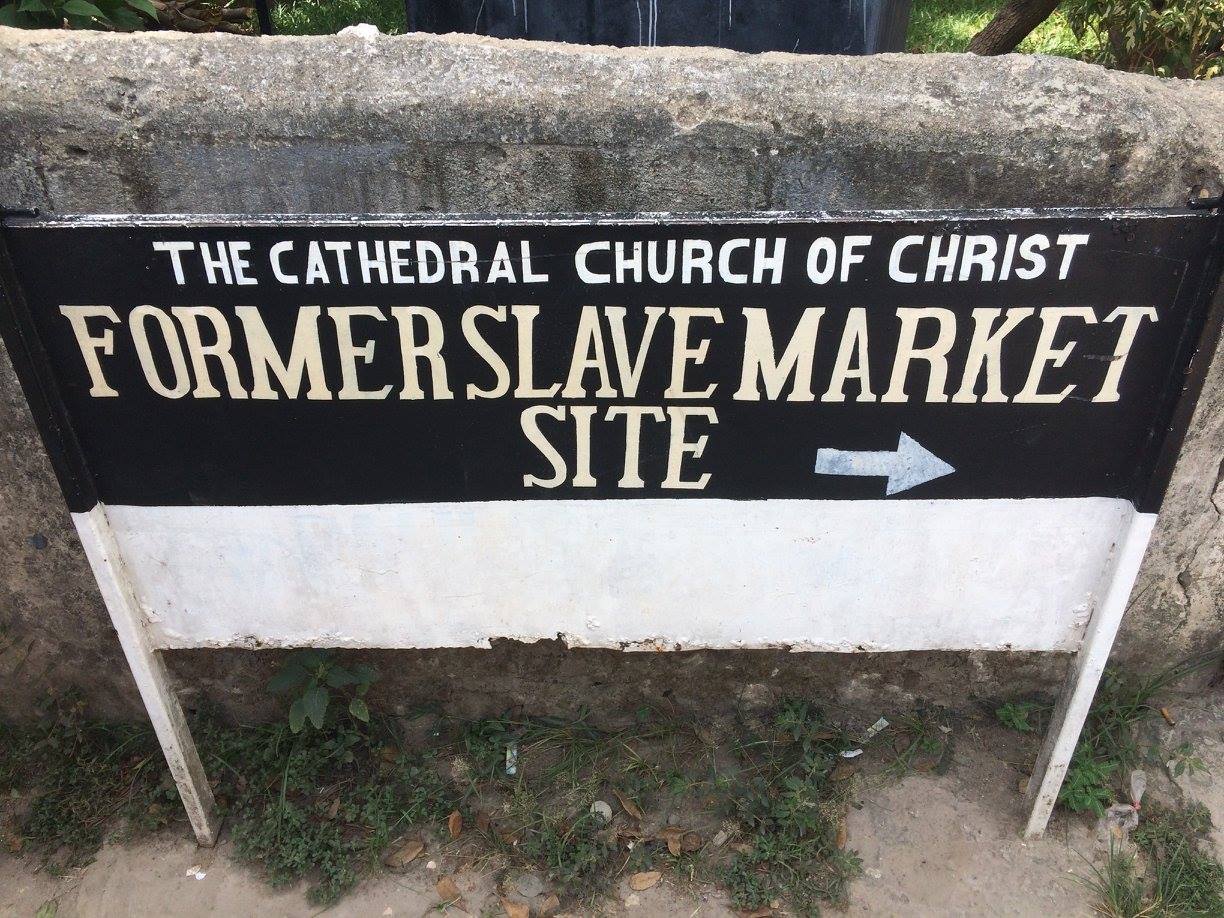 THE CATHEDRAL CHURCH OF CHRIST
FORMER SLAVE MARKET
SITE